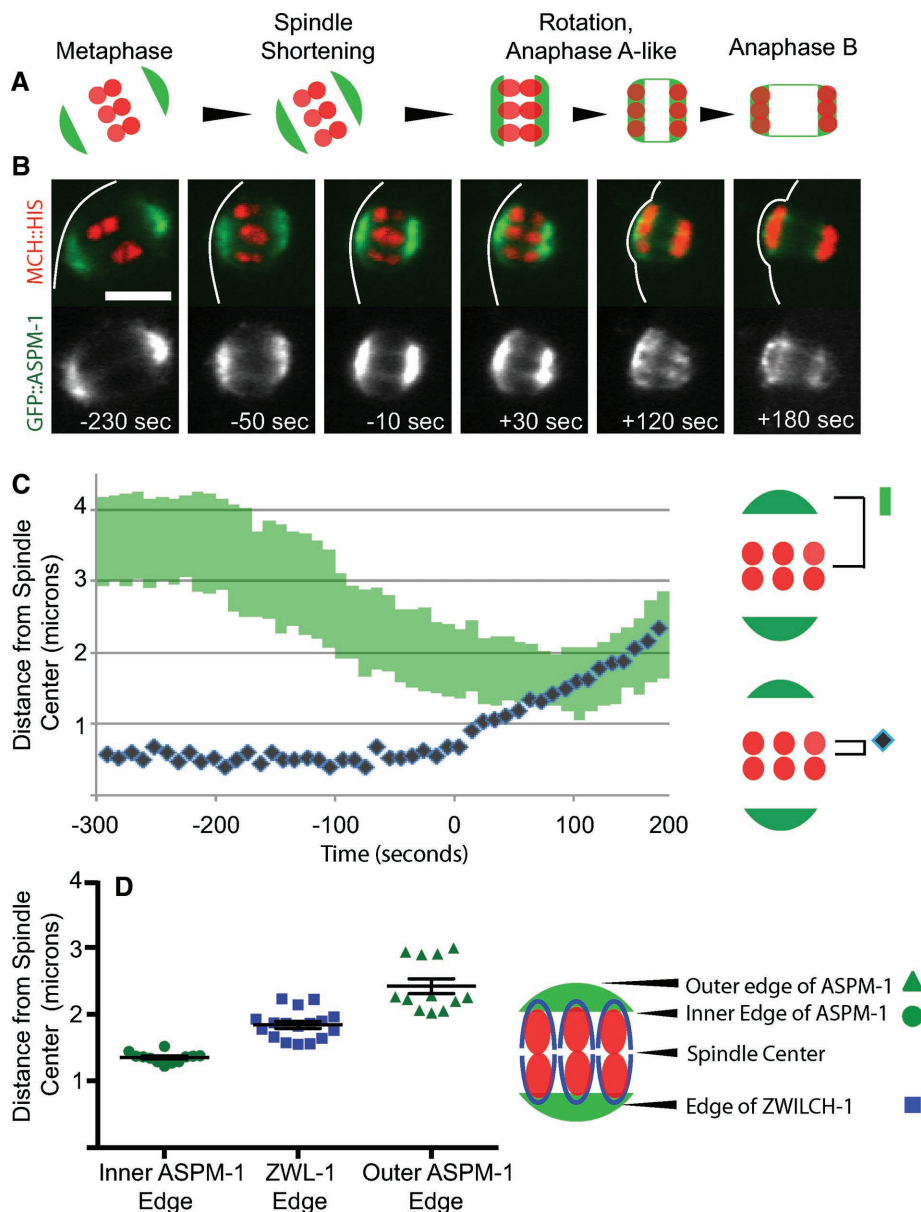 Metaphase
Spindle
Shortening
Rotation,
Anaphase A-like
Anaphase B
A
B
MCH::HIS
GFP::ASPM-1
-230 sec
-50 sec
-10 sec
+30 sec
+120 sec
+180 sec
C
Distance from Spindle
Center (microns)
4
3
2
1
-300
-200
-100
0
100
200
Time (seconds)
D
Distance from Spindle
Center (microns)
4
3
2
1
Inner ASPM-1
Edge
ZWL-1
Edge
Outer ASPM-1
Edge
Outer edge of ASPM-1
Inner Edge of ASPM-1
Spindle Center
Edge of ZWILCH-1